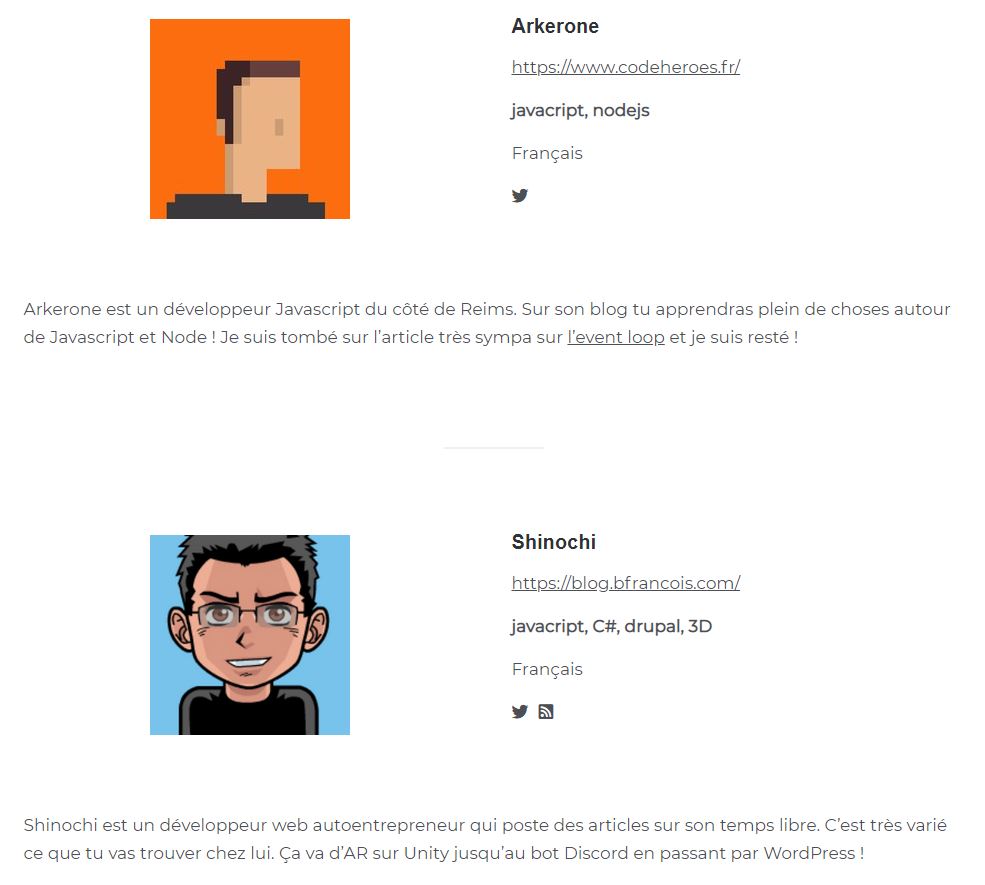 Arkerone
https://www.codeheroes.fr/
javacript, nodejs
Français
Arkerone est un développeur Javascript du côté de Reims. Sur son blog tu apprendras plein de choses autour
de Javascript et Node ! Je suis tombé sur l’article très sympa sur l’event loop et je suis resté !
Shinochi
https://blog.bfrancois.com/
javacript, C#, drupal, 3D
Français
Shinochi est un développeur web autoentrepreneur qui poste des articles sur son temps libre. C’est très varié
ce que tu vas trouver chez lui. Ça va d’AR sur Unity jusqu’au bot Discord en passant par WordPress !